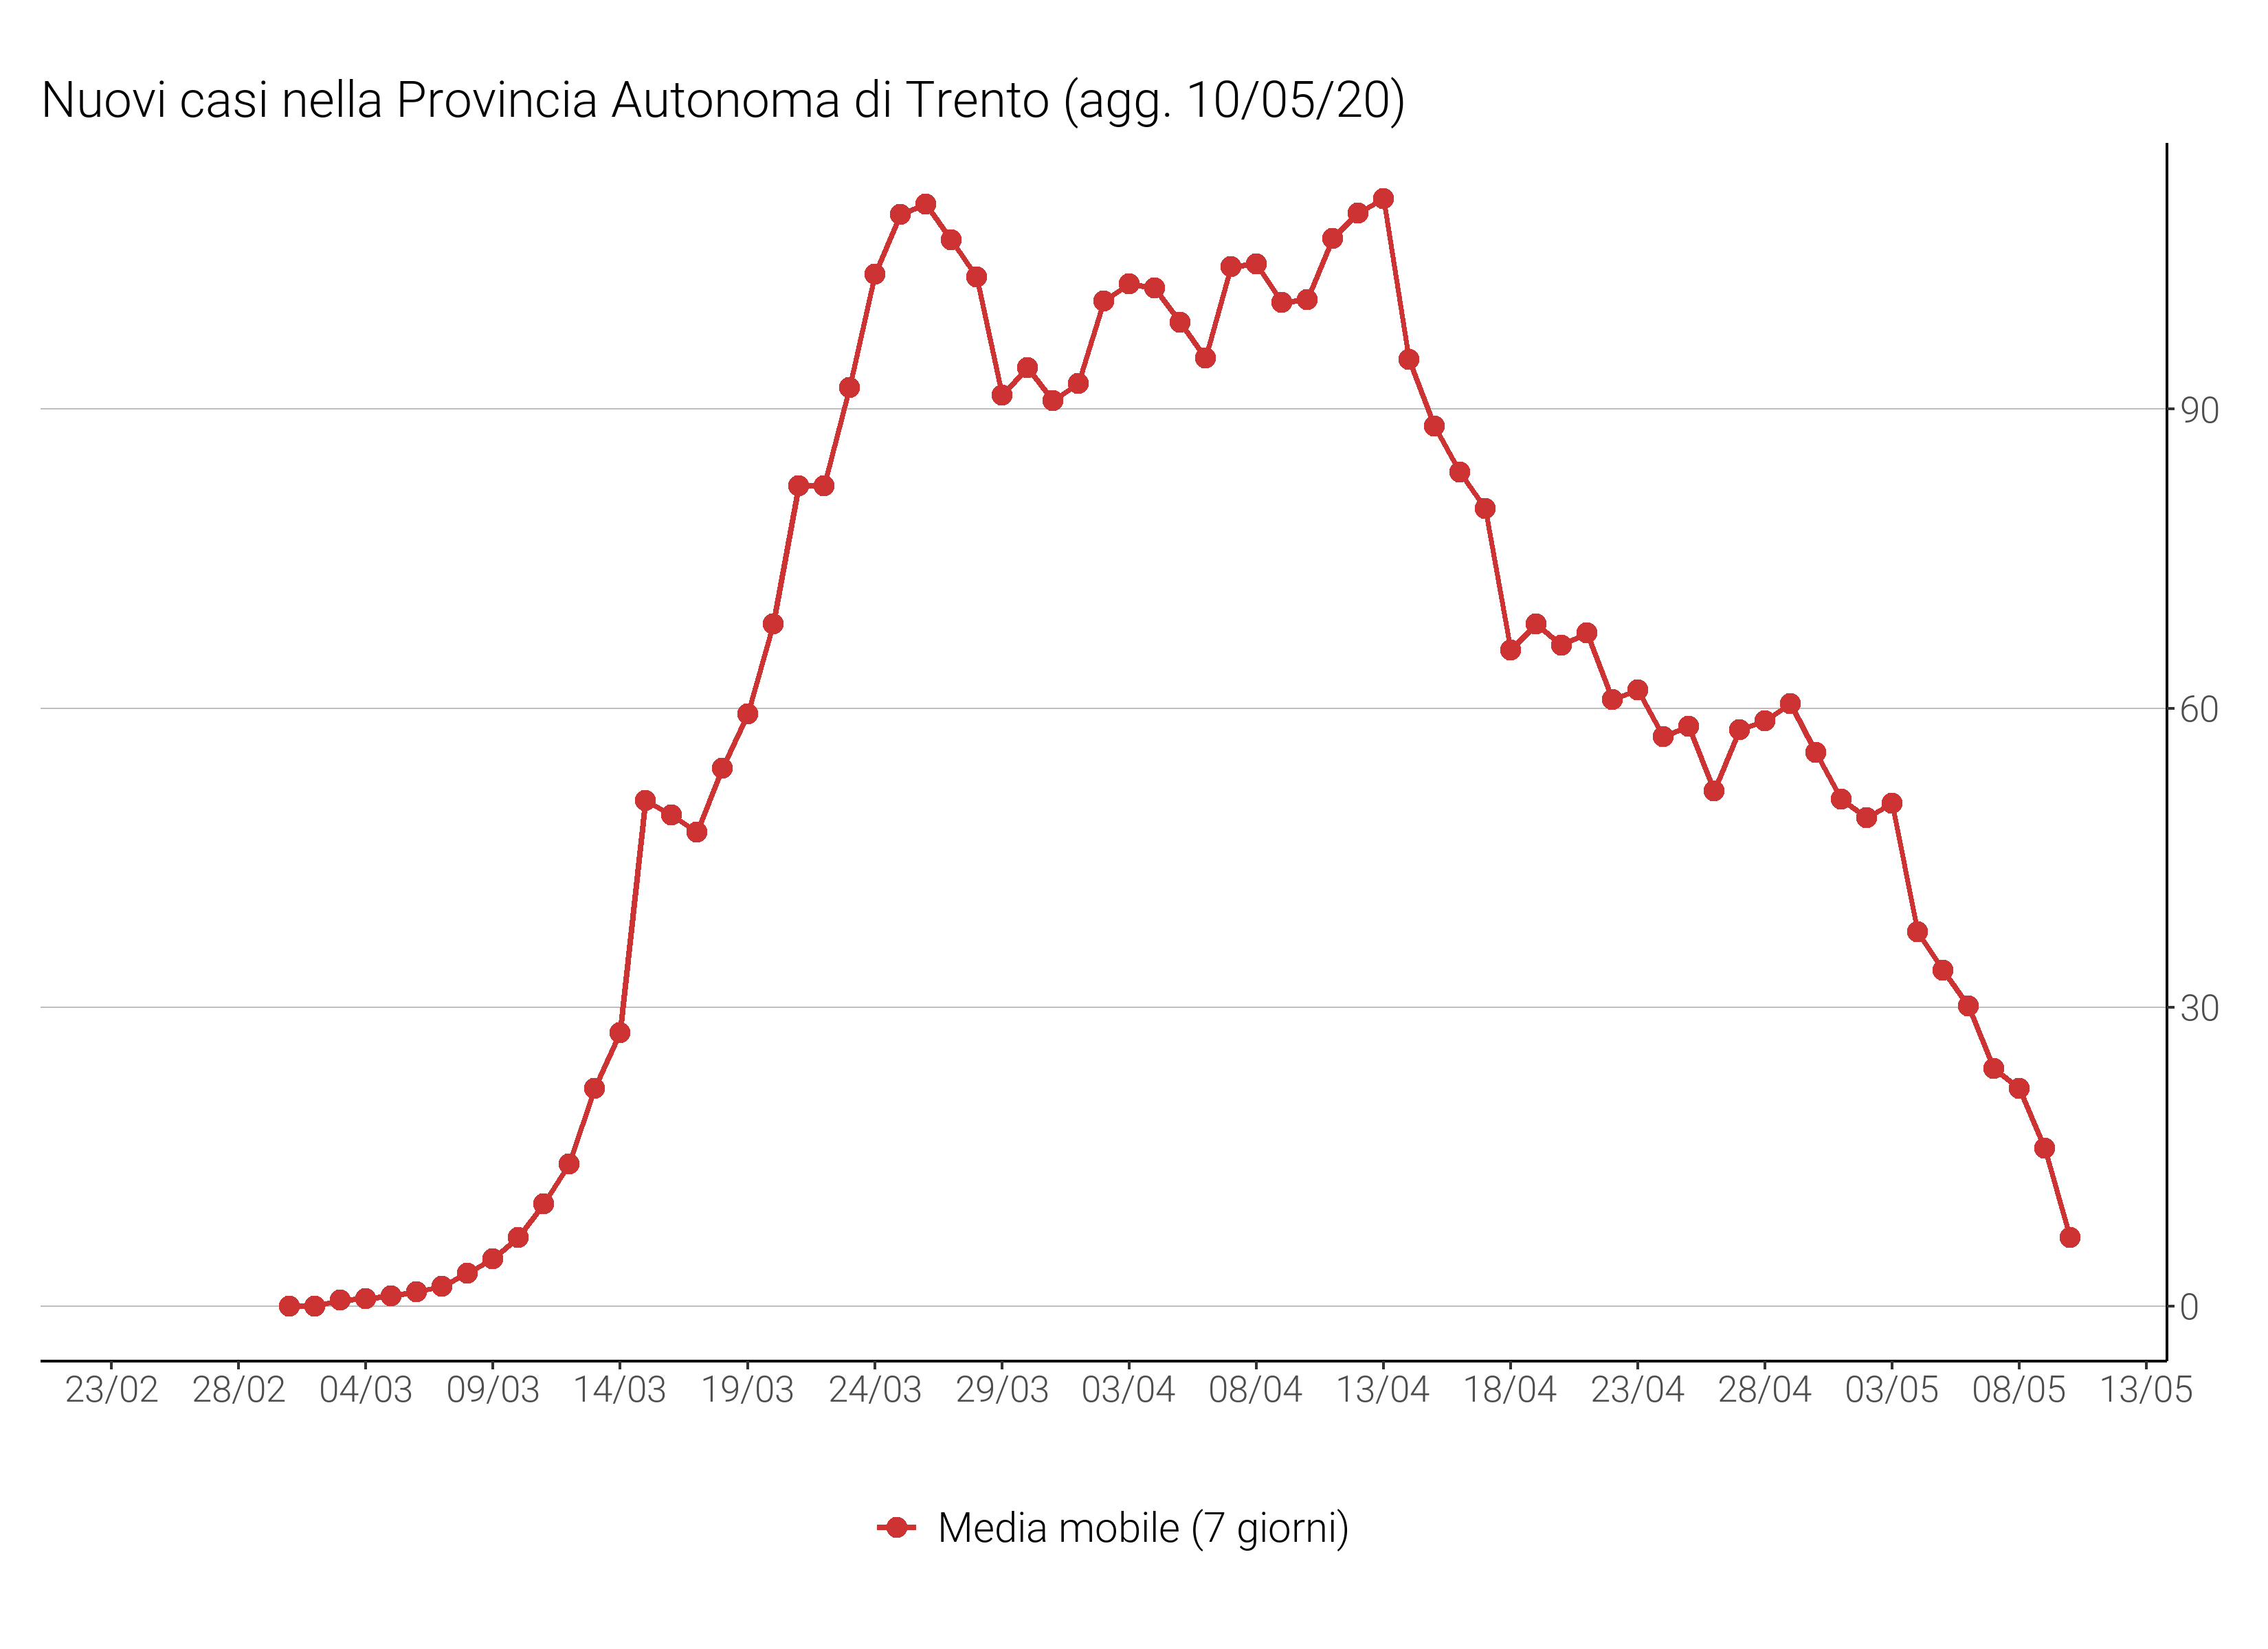 Nuovi casi nella Provincia Autonoma di Trento (agg. 10/05/20)
90
60
30
0
23/02 28/02 04/03 09/03 14/03 19/03 24/03 29/03 03/04 08/04 13/04 18/04 23/04 28/04 03/05 08/05 13/05
Media mobile (7 giorni)